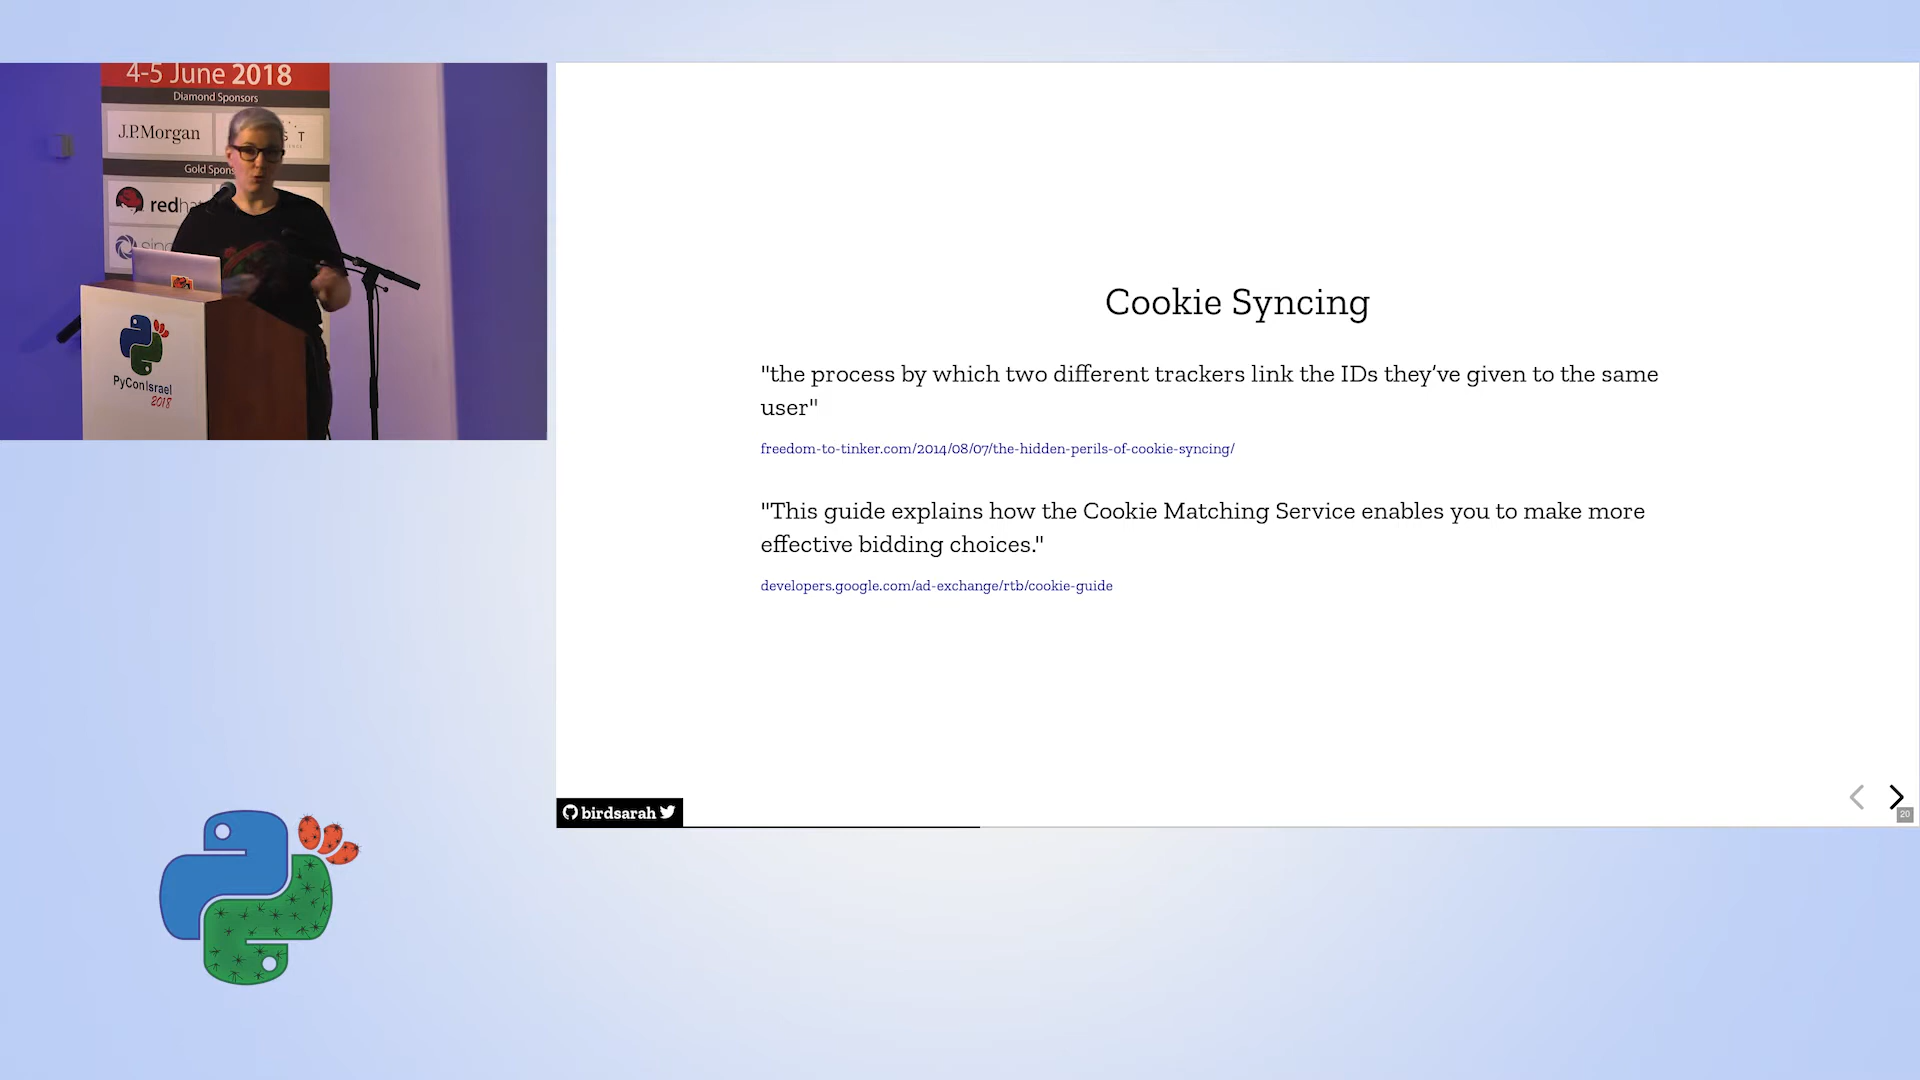 4-5 June 2018
Diamond Sponsors
J.P.Morgan
S T
Gold Spons
redha
sing
PyConIsrael
2018
Cookie Syncing
"the process by which two different trackers link the IDs they’ve given to the same
user"
freedom-to-tinker.com/2014/08/07/the-hidden-perils-of-cookie-syncing/
"This guide explains how the Cookie Matching Service enables you to make more
effective bidding choices."
developers.google.com/ad-exchange/rtb/cookie-guide
birdsarah
20